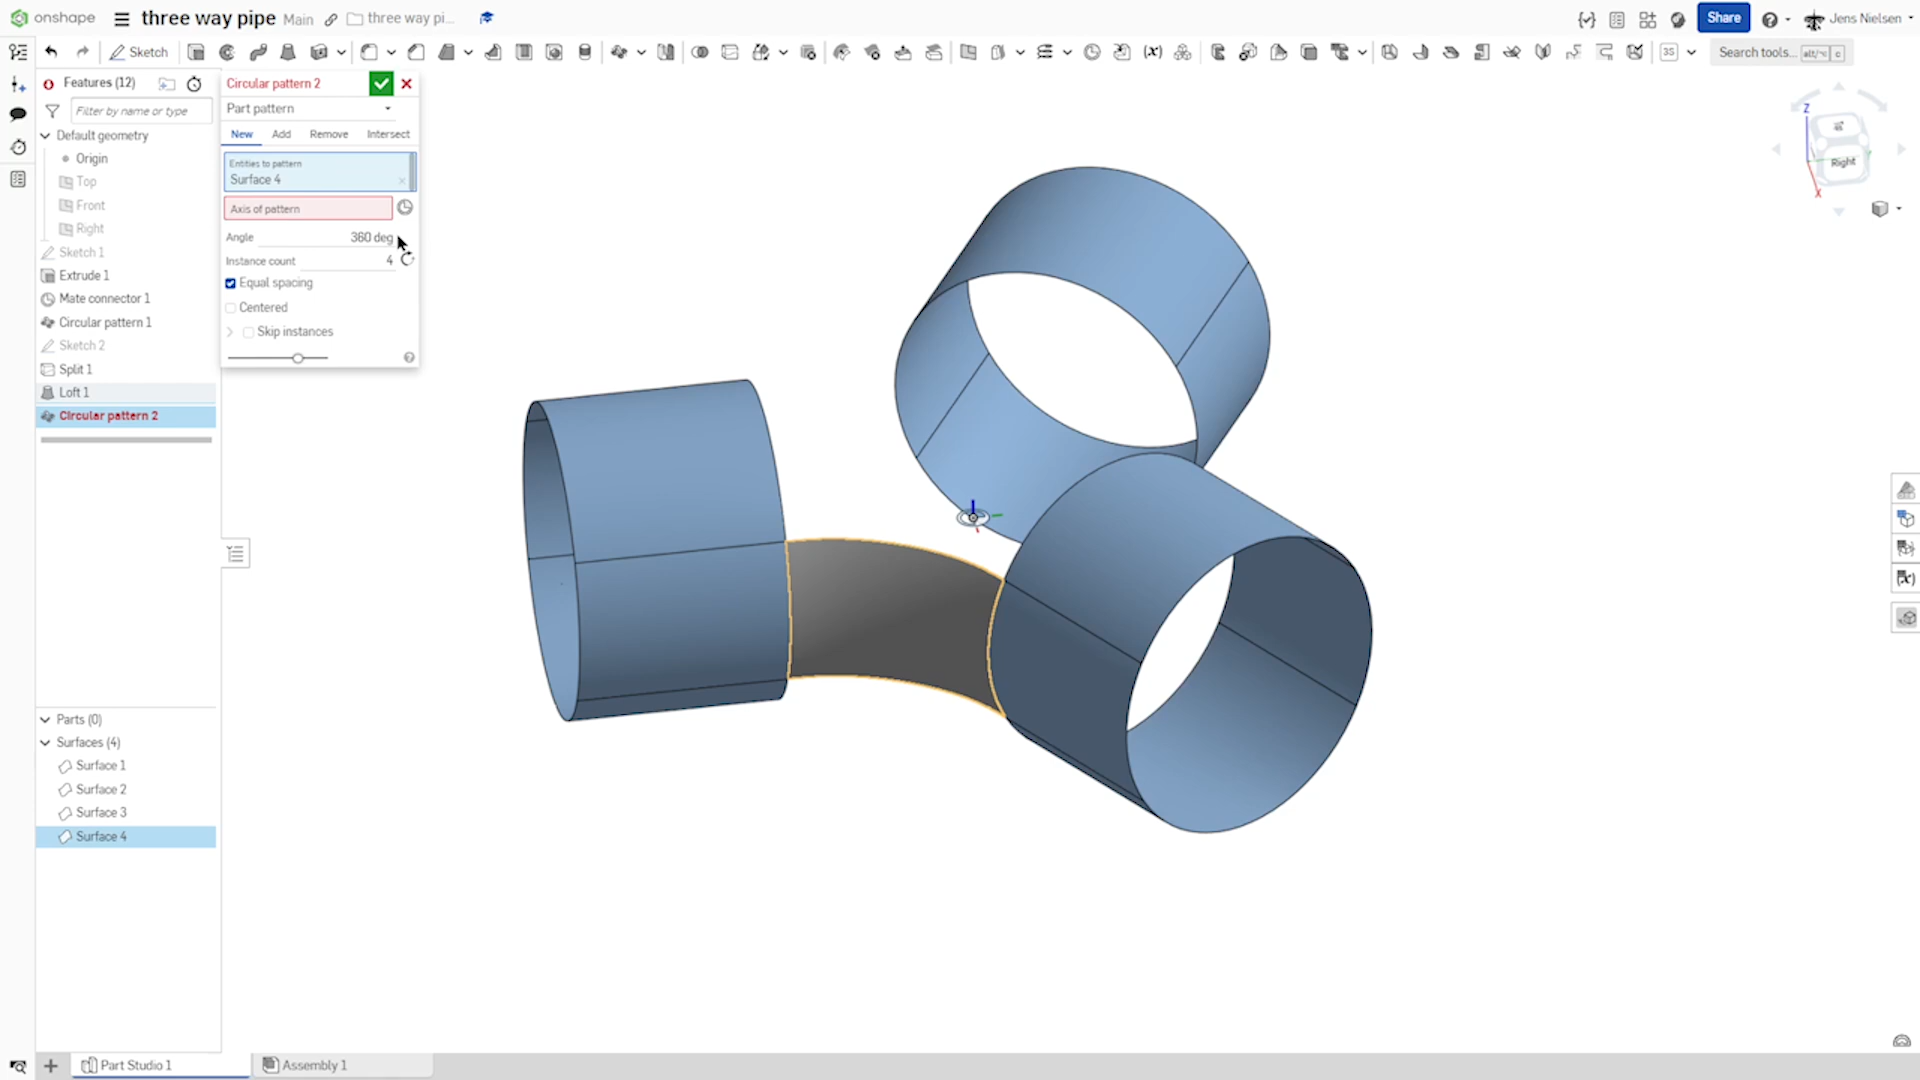 onshape
three way pipe
Main
three way pi...
Share
Jens Nielsen
Sketch
Search tools...
alt/⌥
c
Features (12)
Filter by name or type
Default geometry
Origin
Top
Front
Right
Sketch 1
Extrude 1
Mate connector 1
Circular pattern 1
Sketch 2
Split 1
Loft 1
Circular pattern 2
Circular pattern 2
Part pattern
New
Add
Remove
Intersect
Entities to pattern
Surface 4
Axis of pattern
Angle
360 deg
Instance count
4
Equal spacing
Centered
Skip instances
Z
Right
X
Parts (0)
Surfaces (4)
Surface 1
Surface 2
Surface 3
Surface 4
Part Studio 1
Assembly 1